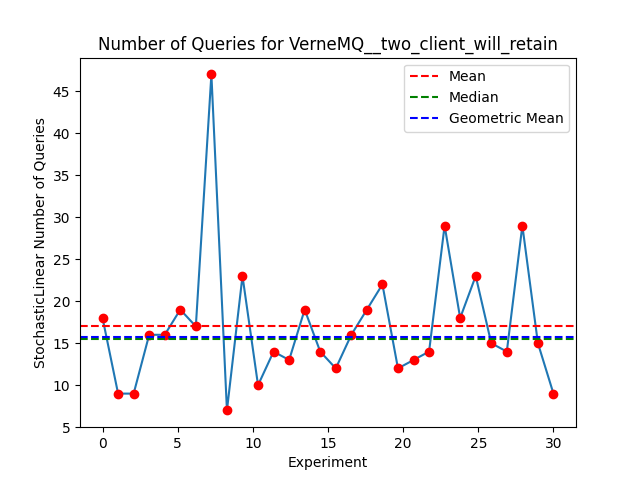 Number of Queries for VerneMQ__two_client_will_retain
StochasticLinear Number of Queries
45
40
35
30
25
20
15
10
5
0
5
10
15
20
25
30
Experiment
Mean
Median
Geometric Mean